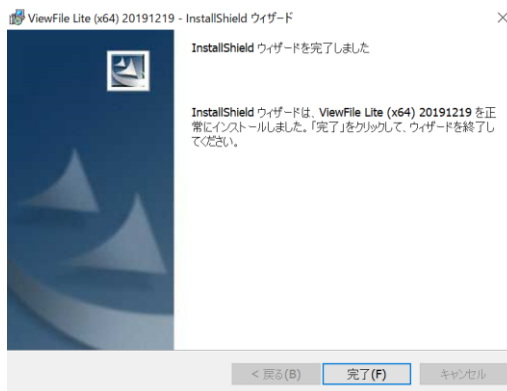 ViewFile Lite (x64) 20191219 - InstallShield ウィザード
InstallShield ウィザードを完了しました
InstallShield ウィザードは、ViewFile Lite (x64) 20191219 を正
常にインストールしました。「完了」をクリックして、ウィザードを終了し
てください。
< 戻る(B)
完了(F)
キャンセル